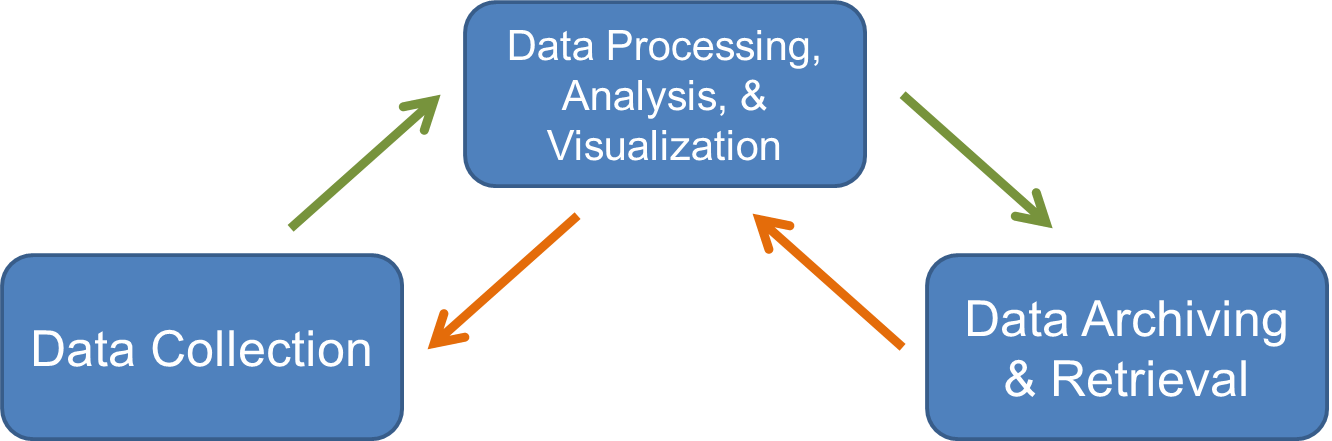 Data Processing,
Analysis, &
Visualization
Data Collection
Data Archiving
& Retrieval